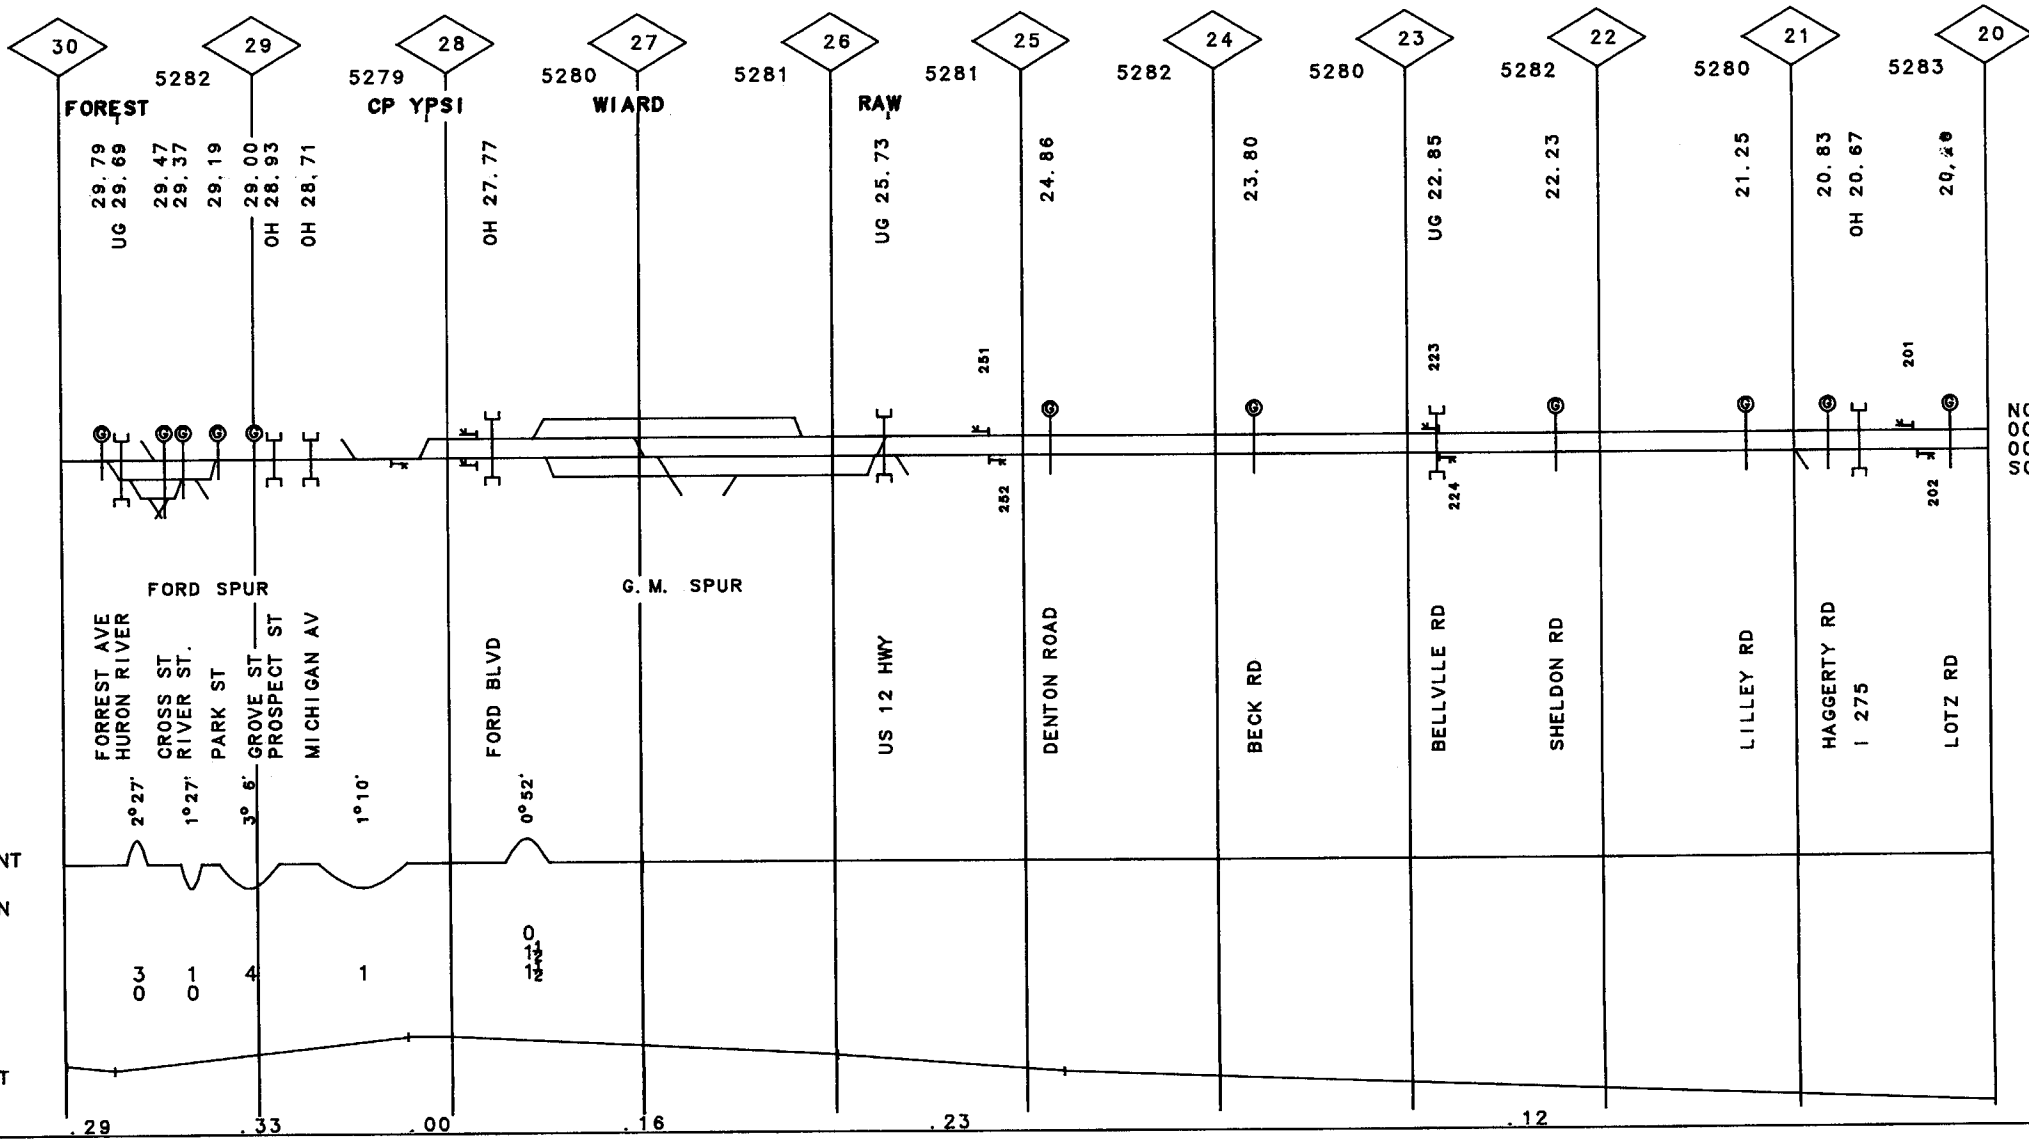 30 29 28 27 26 25 24 23 22 21 20
5282 5279 5280 5281 5281 5282 5280 5282 5280 5283
FOREST CP YPSI WIARD RAW
29.79
UG 29.69
29.47
29.37
29.19
29.00
OH 28.93
OH 28.71
OH 27.77
UG 25.73
24.86
23.80
UG 22.85
22.23
21.25
20.83
OH 20.67
251
223
201
G G G G G G G G G G G
252
224
202
FORD SPUR
G.M. SPUR
FORREST AVE
HURON RIVER
CROSS ST
RIVER ST.
PARK ST
GROVE ST
PROSPECT ST
MICHIGAN AV
FORD BLVD
US 12 HWY
DENTON ROAD
BECK RD
BELLVLLE RD
SHELDON RD
LILLEY RD
HAGGERTY RD
I 275
LOTZ RD
2°27'
1°27'
3° 6'
1°10'
0°52'
NT
N
0
1½
1½
3 1 4 1
0 0
T
.29 .33 .00 .16 .23 .12